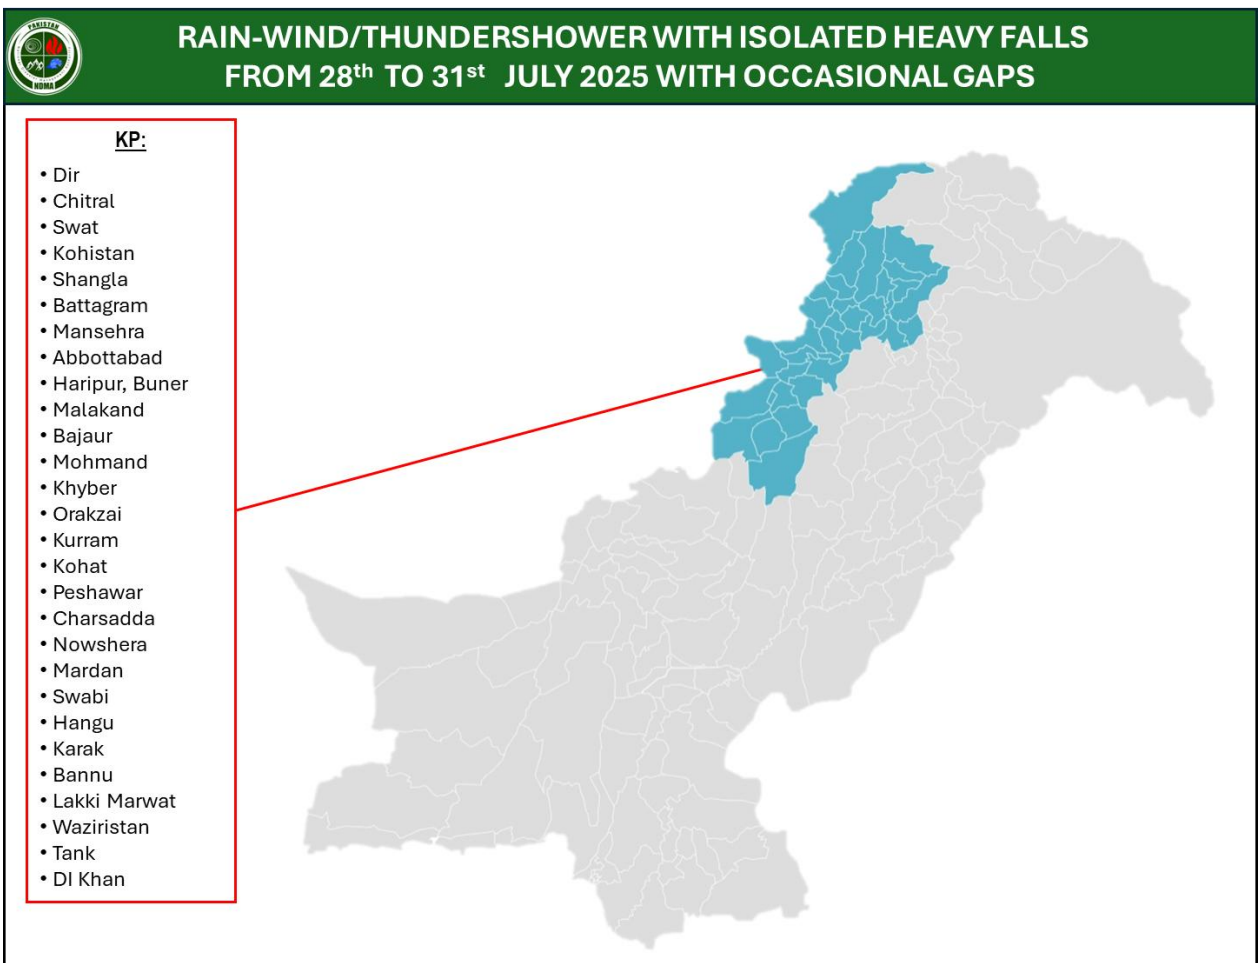 PAKISTAN
NDMA
RAIN-WIND/THUNDERSHOWER WITH ISOLATED HEAVY FALLS
FROM 28th TO 31st JULY 2025 WITH OCCASIONAL GAPS
KP:
• Dir
• Chitral
• Swat
• Kohistan
• Shangla
• Battagram
• Mansehra
• Abbottabad
• Haripur, Buner
• Malakand
• Bajaur
• Mohmand
• Khyber
• Orakzai
• Kurram
• Kohat
• Peshawar
• Charsadda
• Nowshera
• Mardan
• Swabi
• Hangu
• Karak
• Bannu
• Lakki Marwat
• Waziristan
• Tank
• DI Khan